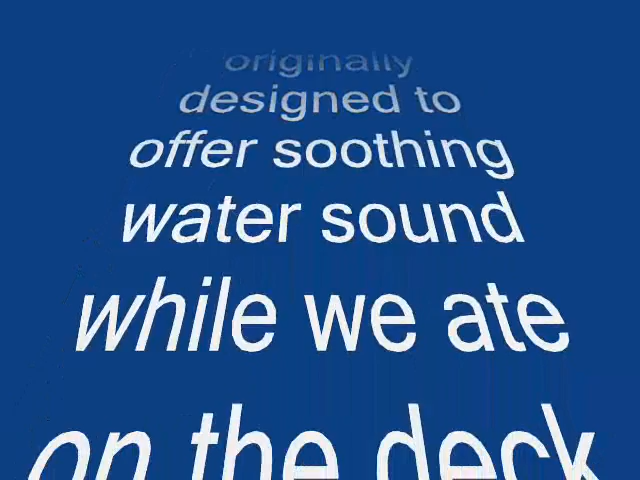 originally
designed to
offer soothing
water sound
while we ate
on the deck